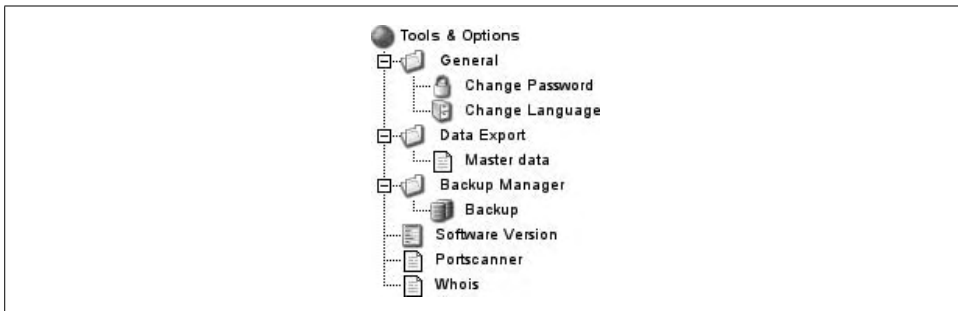 Tools & Options
General
Change Password
Change Language
Data Export
Master data
Backup Manager
Backup
Software Version
Portscanner
Whois